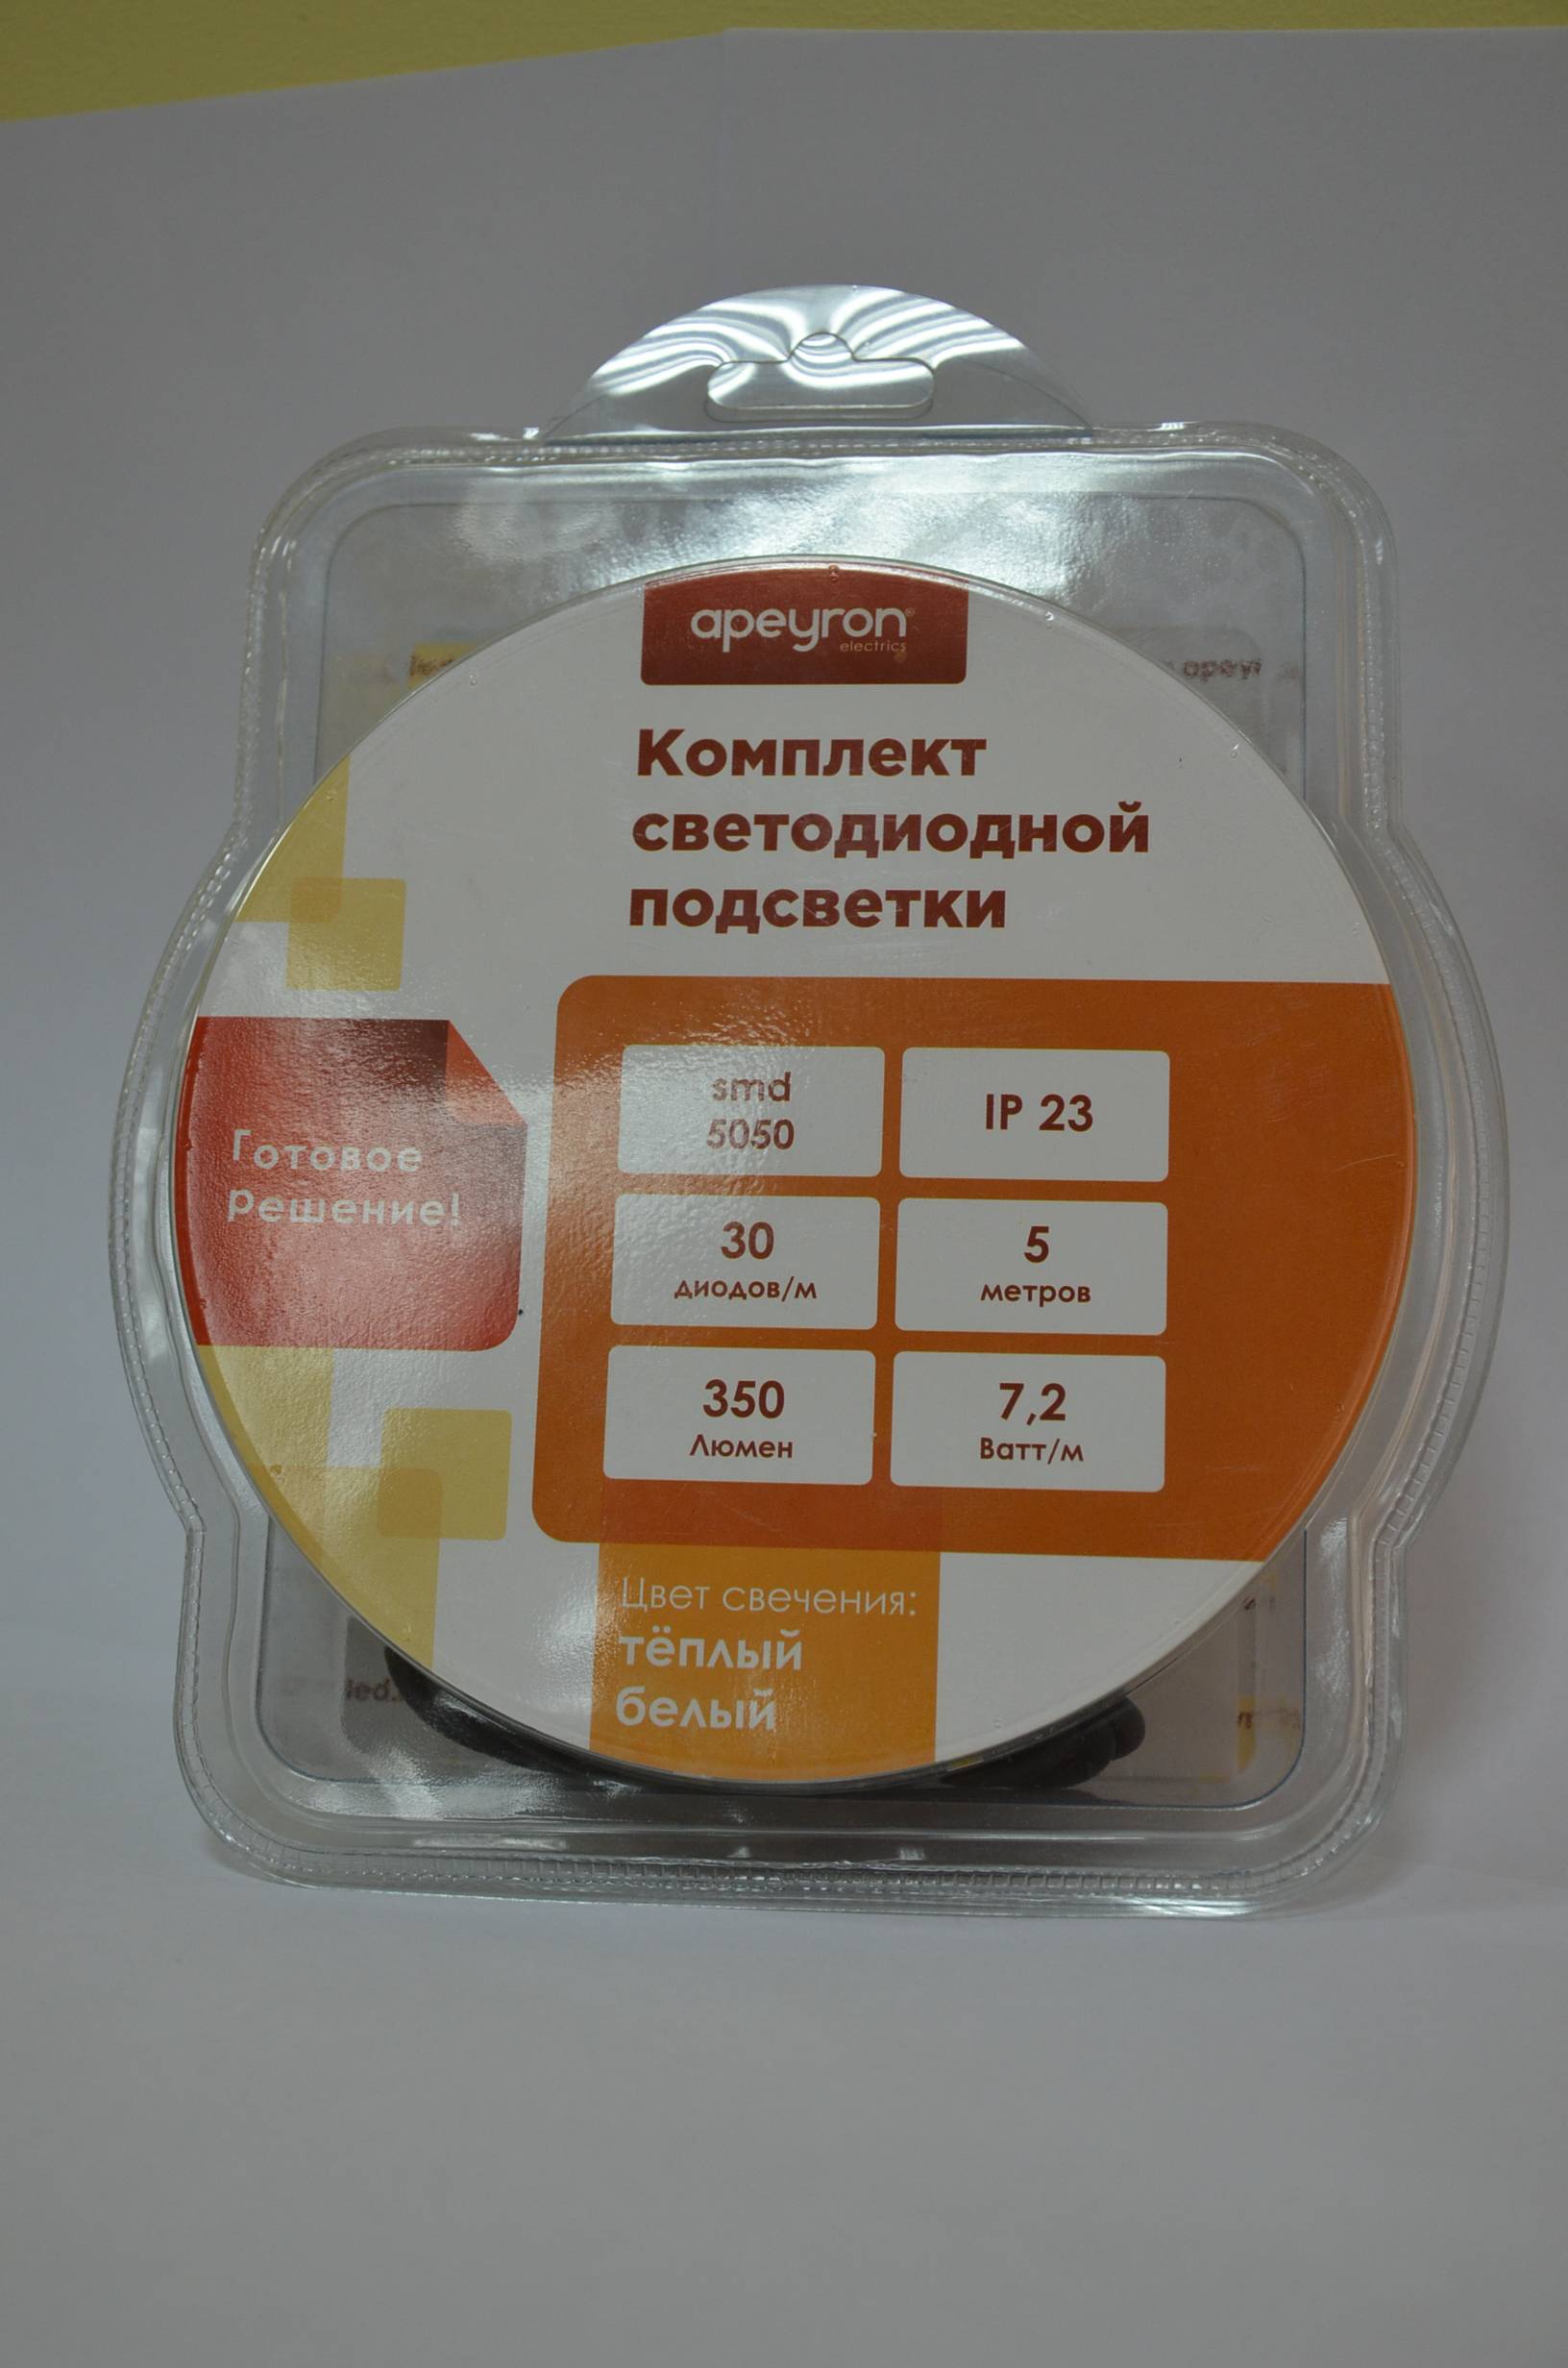 apeyron®
electrics
Комплект
светодиодной
подсветки
Готовое
решение!
smd
5050
IP 23
30
диодов/м
5
метров
350
Люмен
7,2
Ватт/м
Цвет свечения:
тёплый
белый
led.